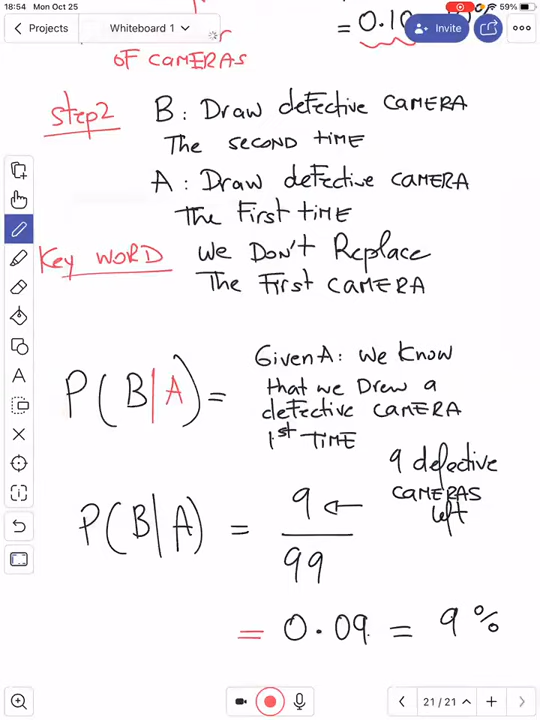 18:54 Mon Oct 25
59%
Projects
Whiteboard 1
Invite
= 0.10
OF CAMERAS
Step2
B: Draw defective CAMERA
The SECOND TIME
A: Draw defective CAMERA
The First TIME
Key WORD
We Don't Replace
The First CAMERA
P(B|A) =
Given A: We Know
that we Drew a
defective CAMERA
1st TIME
9 defective
CAMERAS
left
P(B|A) = 9/99
= 0.09 = 9%
21/21